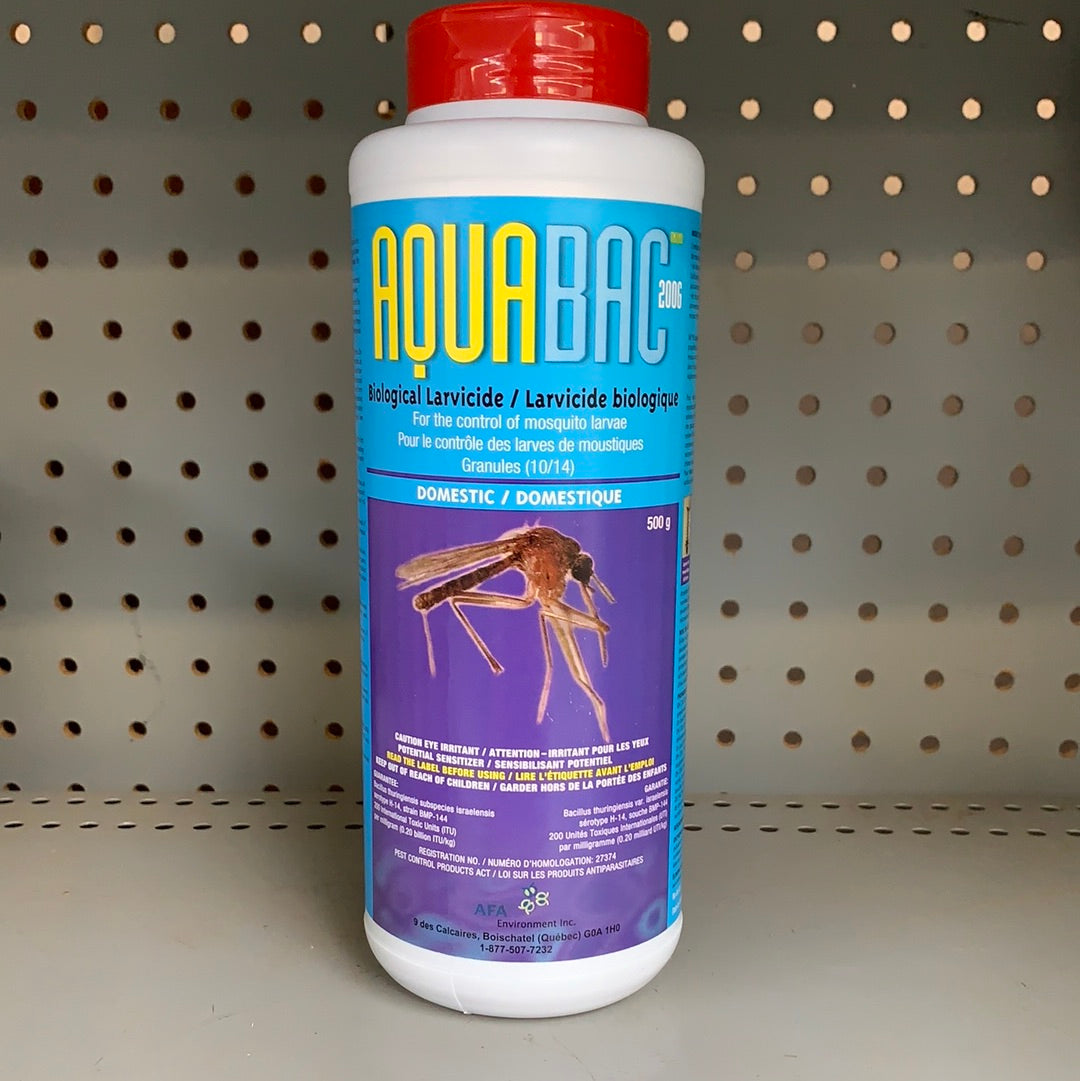 AQUABAC
200G
Biological Larvicide / Larvicide biologique
For the control of mosquito larvae
Pour le contrôle des larves de moustiques
Granules (10/14)
DOMESTIC / DOMESTIQUE
500 g
CAUTION EYE IRRITANT / ATTENTION – IRRITANT POUR LES YEUX
POTENTIAL SENSITIZER / SENSIBILISANT POTENTIEL
READ THE LABEL BEFORE USING / LIRE L'ÉTIQUETTE AVANT L'EMPLOI
KEEP OUT OF REACH OF CHILDREN / GARDER HORS DE LA PORTÉE DES ENFANTS
GUARANTEE:
Bacillus thuringiensis subspecies israelensis
serotype H-14, strain BMP-144
200 International Toxic Units (ITU)
per milligram (0.20 billion ITU/kg)
GARANTIE:
Bacillus thuringiensis var. israelensis
sérotype H-14, souche BMP-144
200 Unités Toxiques Internationales (UTI)
par milligramme (0.20 milliard UTI/kg)
REGISTRATION NO. / NUMÉRO D'HOMOLOGATION: 27374
PEST CONTROL PRODUCTS ACT / LOI SUR LES PRODUITS ANTIPARASITAIRES
AFA
Environment Inc.
9 des Calcaires, Boischatel (Québec) G0A 1H0
1-877-507-7232